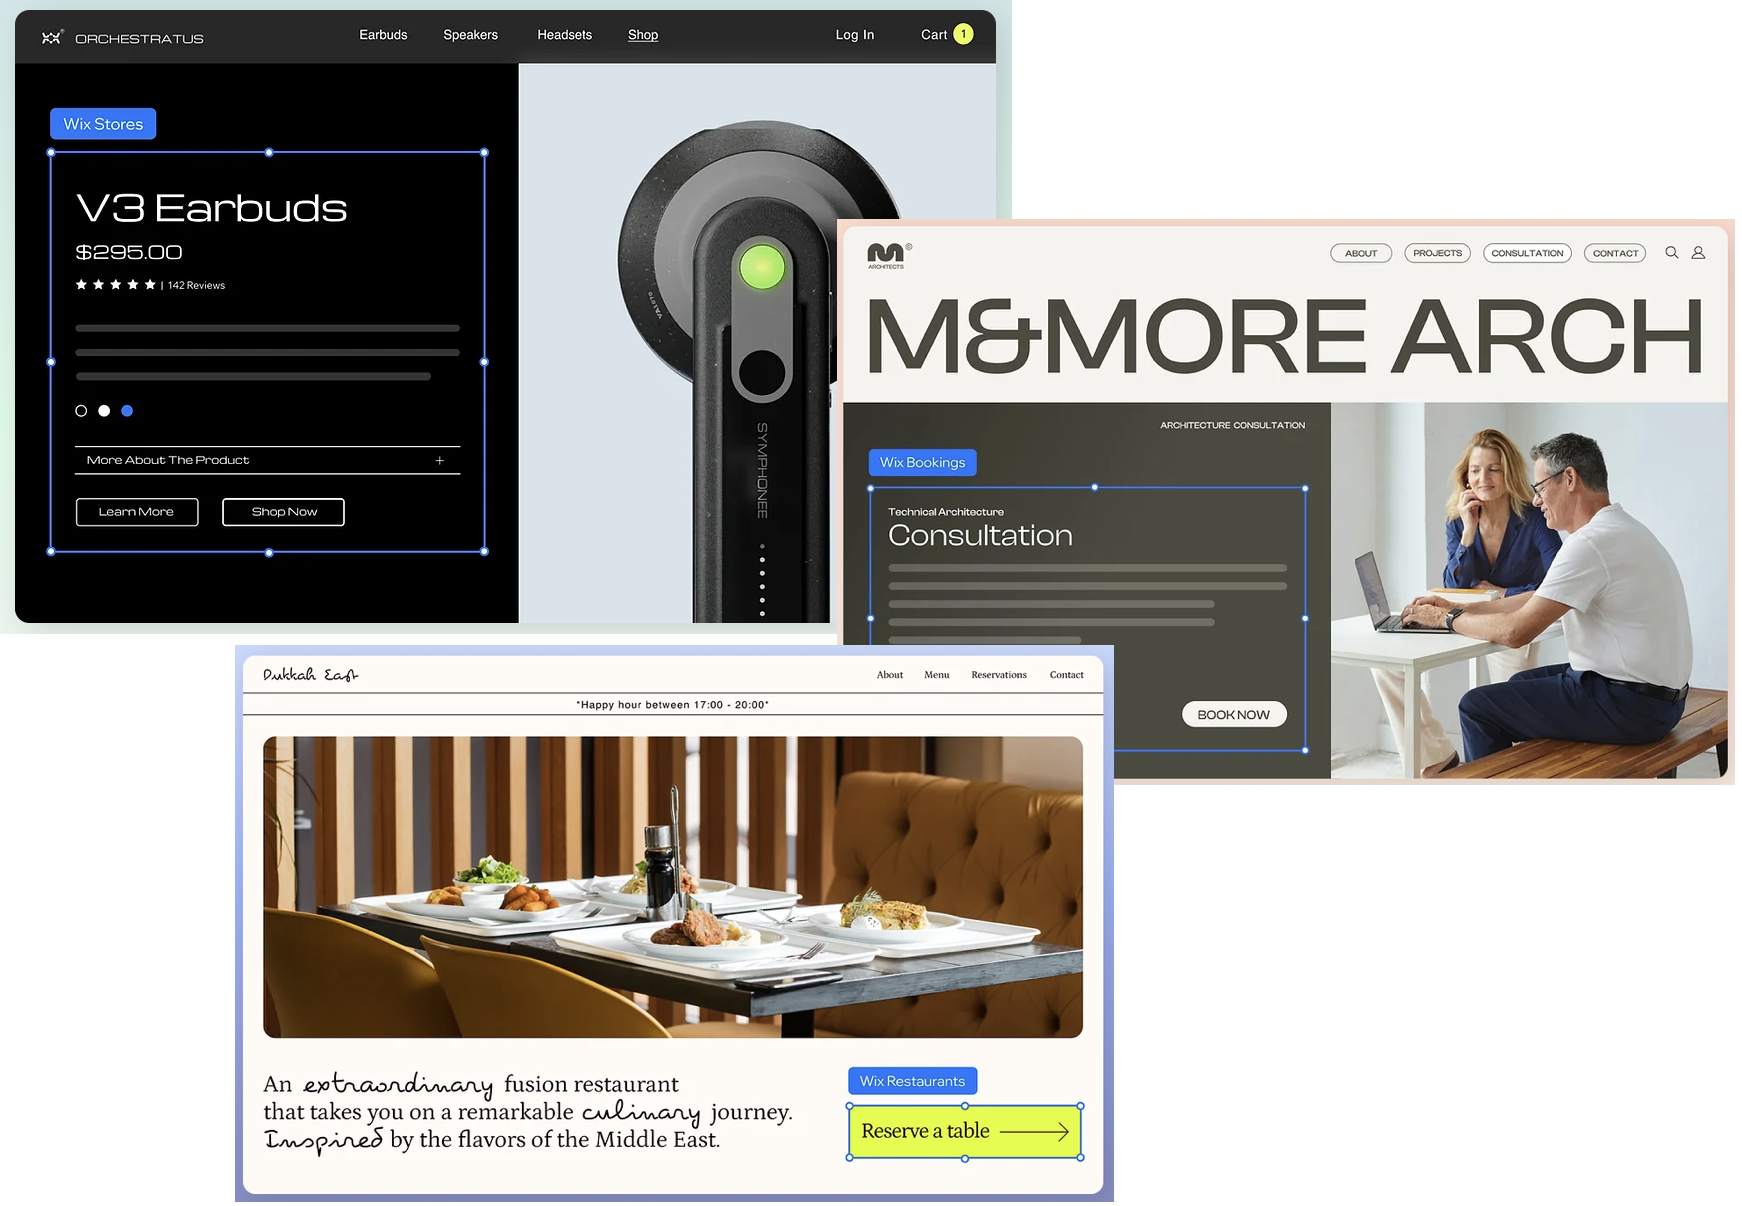 ORCHESTRATUS
Earbuds Speakers Headsets Shop Log In Cart 1
Wix Stores
V3 Earbuds
$295.00
| 142 Reviews
More About The Product +
Learn More Shop Now
SYMPHONEE
M
ARCHITECTS
ABOUT PROJECTS CONSULTATION CONTACT
M&MORE ARCH
ARCHITECTURE CONSULTATION
Wix Bookings
Technical Architecture
Consultation
BOOK NOW
Dukkah East
About Menu Reservations Contact
*Happy hour between 17:00 - 20:00*
An extraordinary fusion restaurant
that takes you on a remarkable culinary journey.
Inspired by the flavors of the Middle East.
Wix Restaurants
Reserve a table